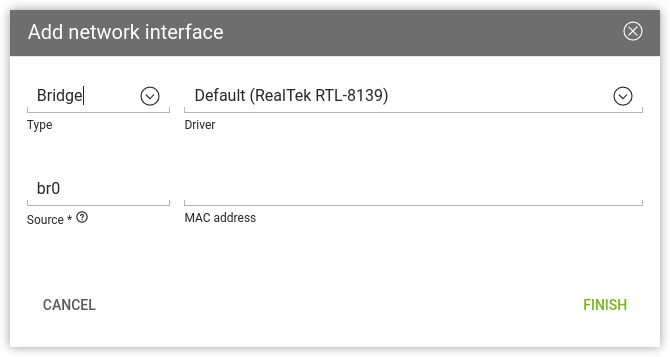 Add network interface
Bridge Default (RealTek RTL-8139)
Type Driver
br0
Source * MAC address
CANCEL FINISH